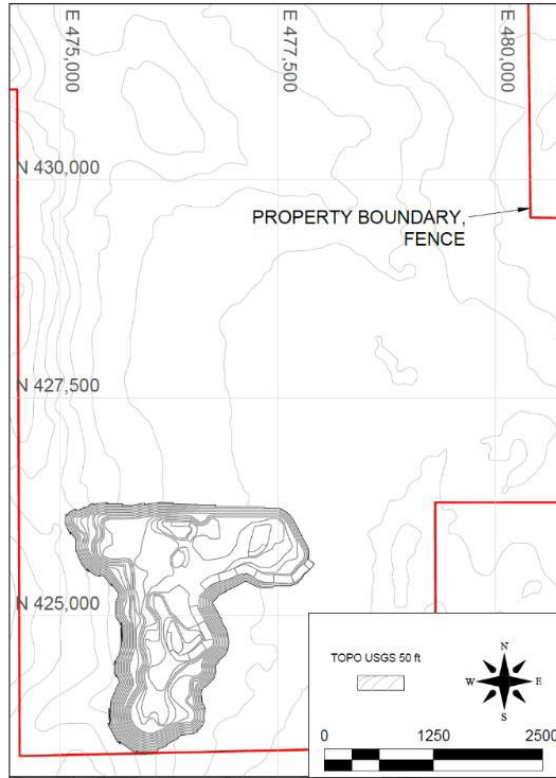 E 475,000
E 477,500
E 480,000
N 430,000
PROPERTY BOUNDARY,
FENCE
N 427,500
N 425,000
TOPO USGS 50 ft
N
W E
S
0 1250 2500